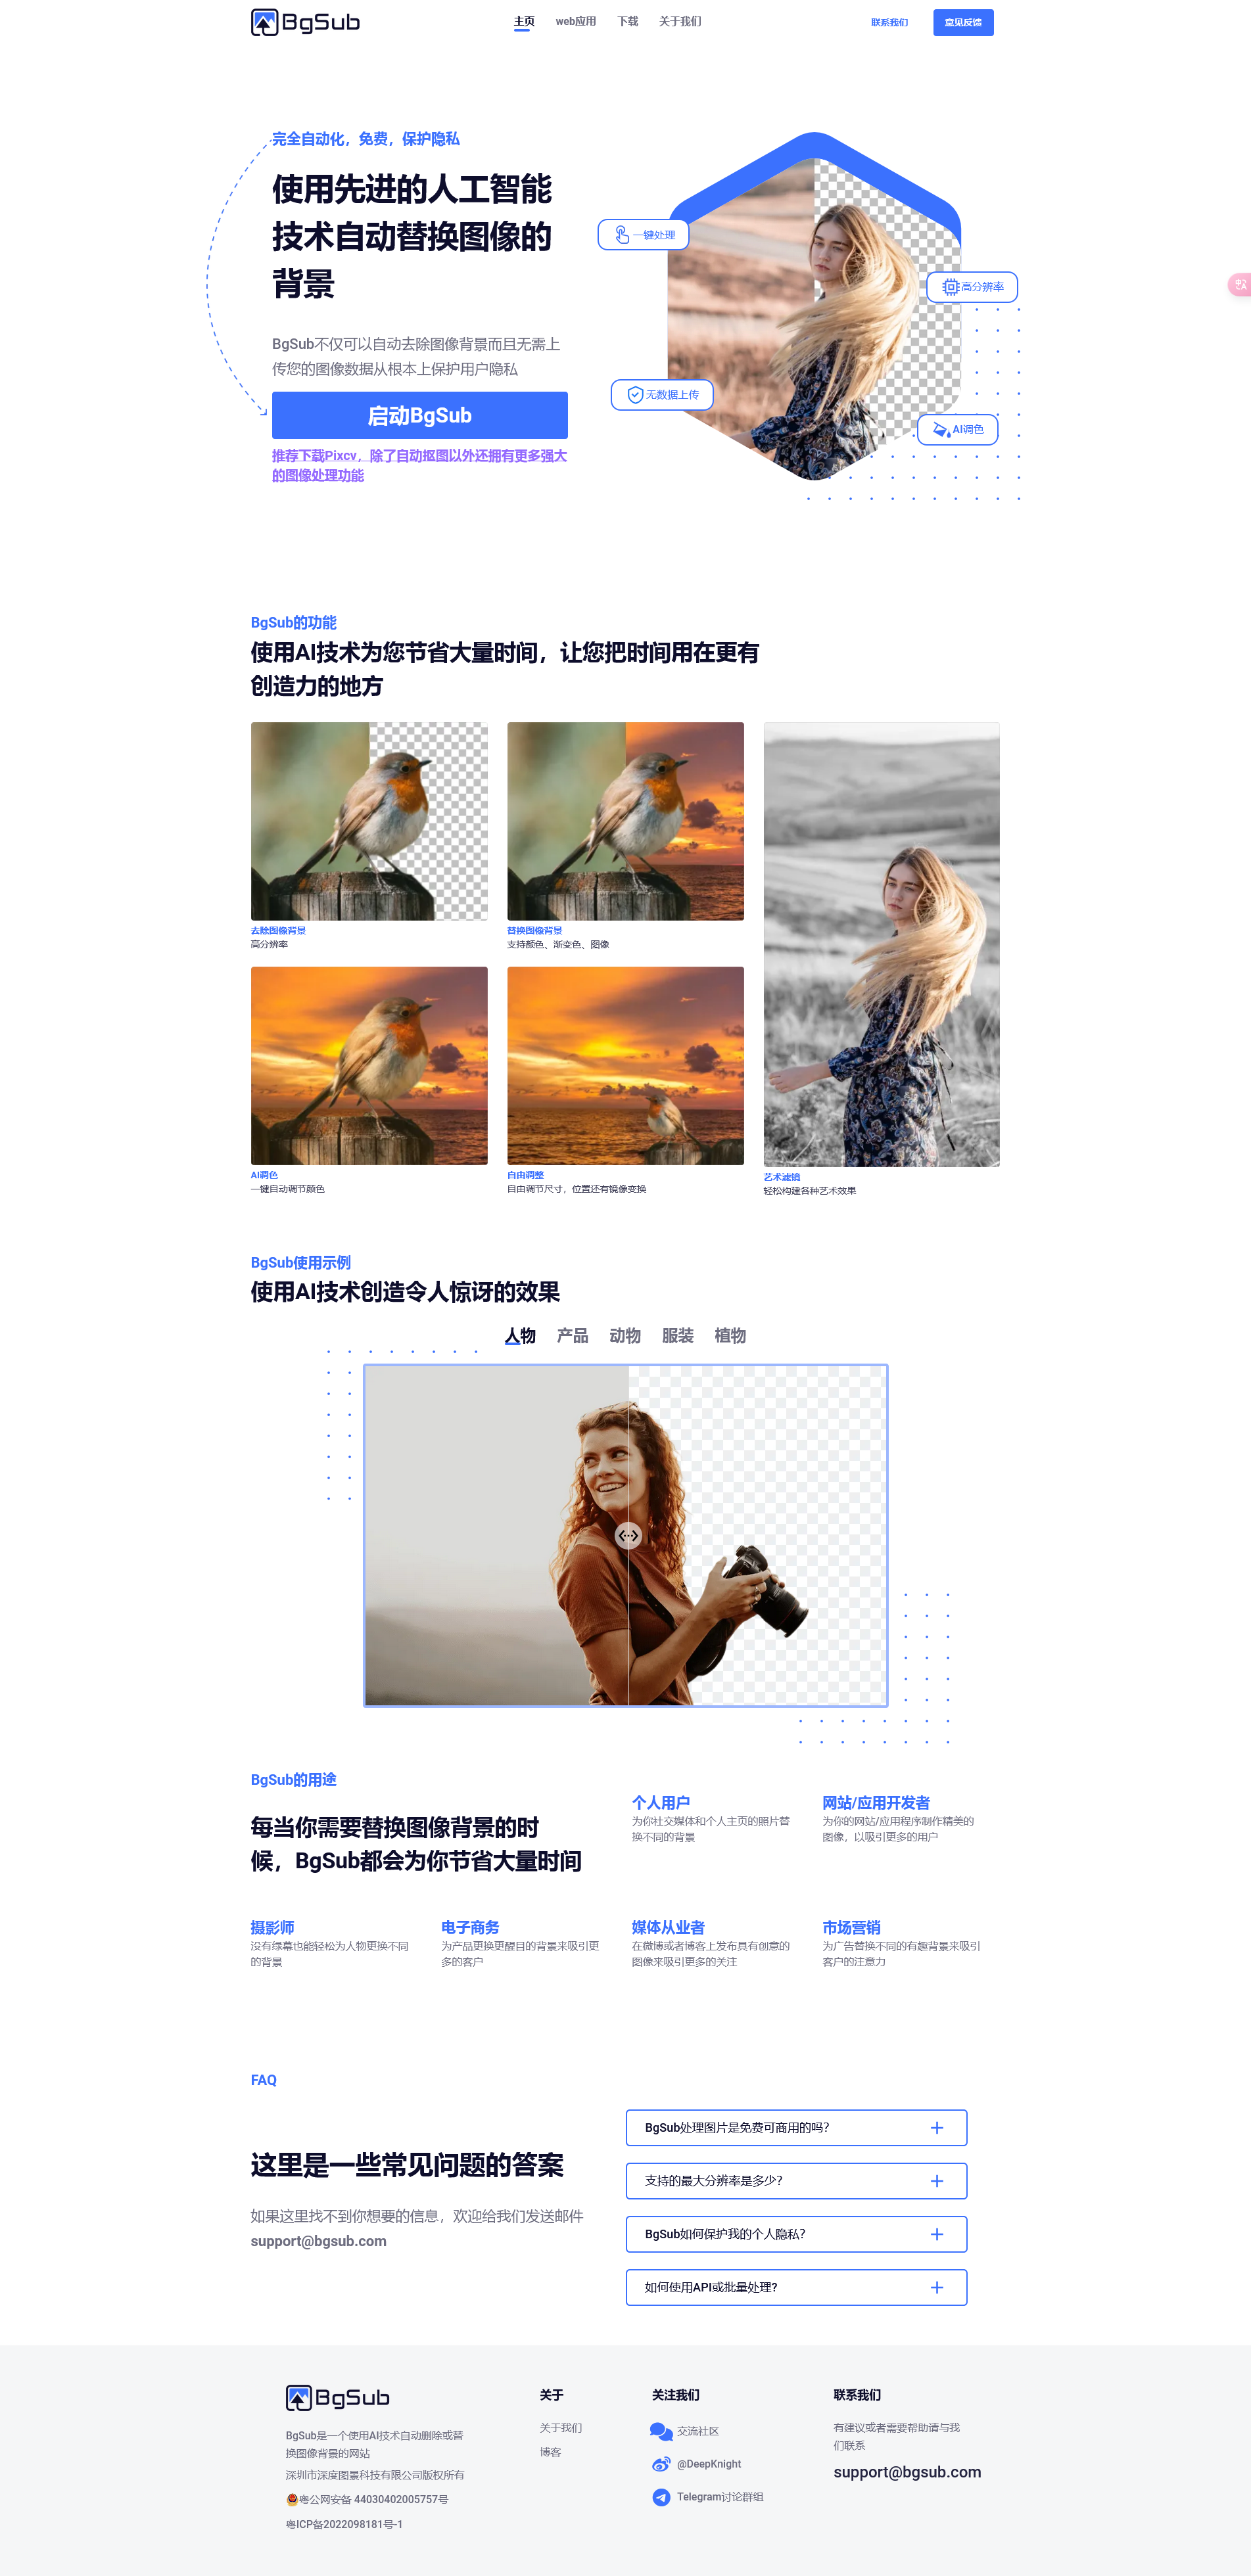 BgSub
主页
web应用
下载
关于我们
联系我们
意见反馈
完全自动化，免费，保护隐私
使用先进的人工智能
技术自动替换图像的
背景
BgSub不仅可以自动去除图像背景而且无需上
传您的图像数据从根本上保护用户隐私
启动BgSub
推荐下载Pixcv，除了自动抠图以外还拥有更多强大
的图像处理功能
一键处理
高分辨率
无数据上传
AI调色
BgSub的功能
使用AI技术为您节省大量时间，让您把时间用在更有
创造力的地方
去除图像背景
高分辨率
替换图像背景
支持颜色、渐变色、图像
AI调色
一键自动调节颜色
自由调整
自由调节尺寸，位置还有镜像变换
艺术滤镜
轻松构建各种艺术效果
BgSub使用示例
使用AI技术创造令人惊讶的效果
人物
产品
动物
服装
植物
BgSub的用途
每当你需要替换图像背景的时
候，BgSub都会为你节省大量时间
个人用户
为你社交媒体和个人主页的照片替
换不同的背景
网站/应用开发者
为你的网站/应用程序制作精美的
图像，以吸引更多的用户
摄影师
没有绿幕也能轻松为人物更换不同
的背景
电子商务
为产品更换更醒目的背景来吸引更
多的客户
媒体从业者
在微博或者博客上发布具有创意的
图像来吸引更多的关注
市场营销
为广告替换不同的有趣背景来吸引
客户的注意力
FAQ
这里是一些常见问题的答案
如果这里找不到你想要的信息，欢迎给我们发送邮件
support@bgsub.com
BgSub处理图片是免费可商用的吗？
支持的最大分辨率是多少？
BgSub如何保护我的个人隐私？
如何使用API或批量处理?
BgSub
BgSub是一个使用AI技术自动删除或替
换图像背景的网站
深圳市深度图景科技有限公司版权所有
粤公网安备 44030402005757号
粤ICP备2022098181号-1
关于
关于我们
博客
关注我们
交流社区
@DeepKnight
Telegram讨论群组
联系我们
有建议或者需要帮助请与我
们联系
support@bgsub.com